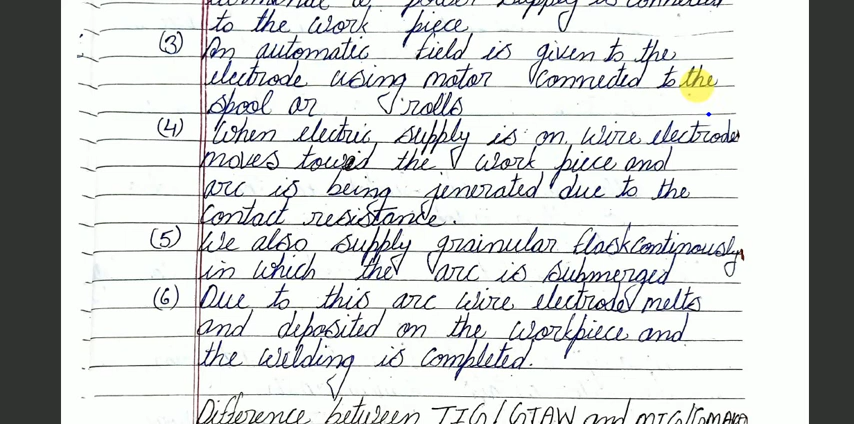 to the work piece
(3) An automatic field is given to the
electrode using motor connected to the
spool or rolls
(4) When electric supply is on, wire electrode
moves toward the work piece and
arc is being jenerated due to the
contact resistance.
(5) We also supply grainular flask continously
in which the arc is submerged
(6) Due to this arc wire electrode melts
and deposited on the workpiece and
the welding is completed.
Difference between TIG/GTAW and MIG/GMAW